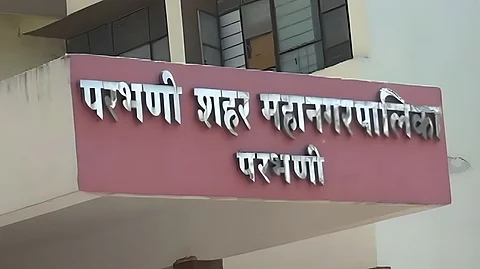 परभणी शहर महानगरपालिका
परभणी